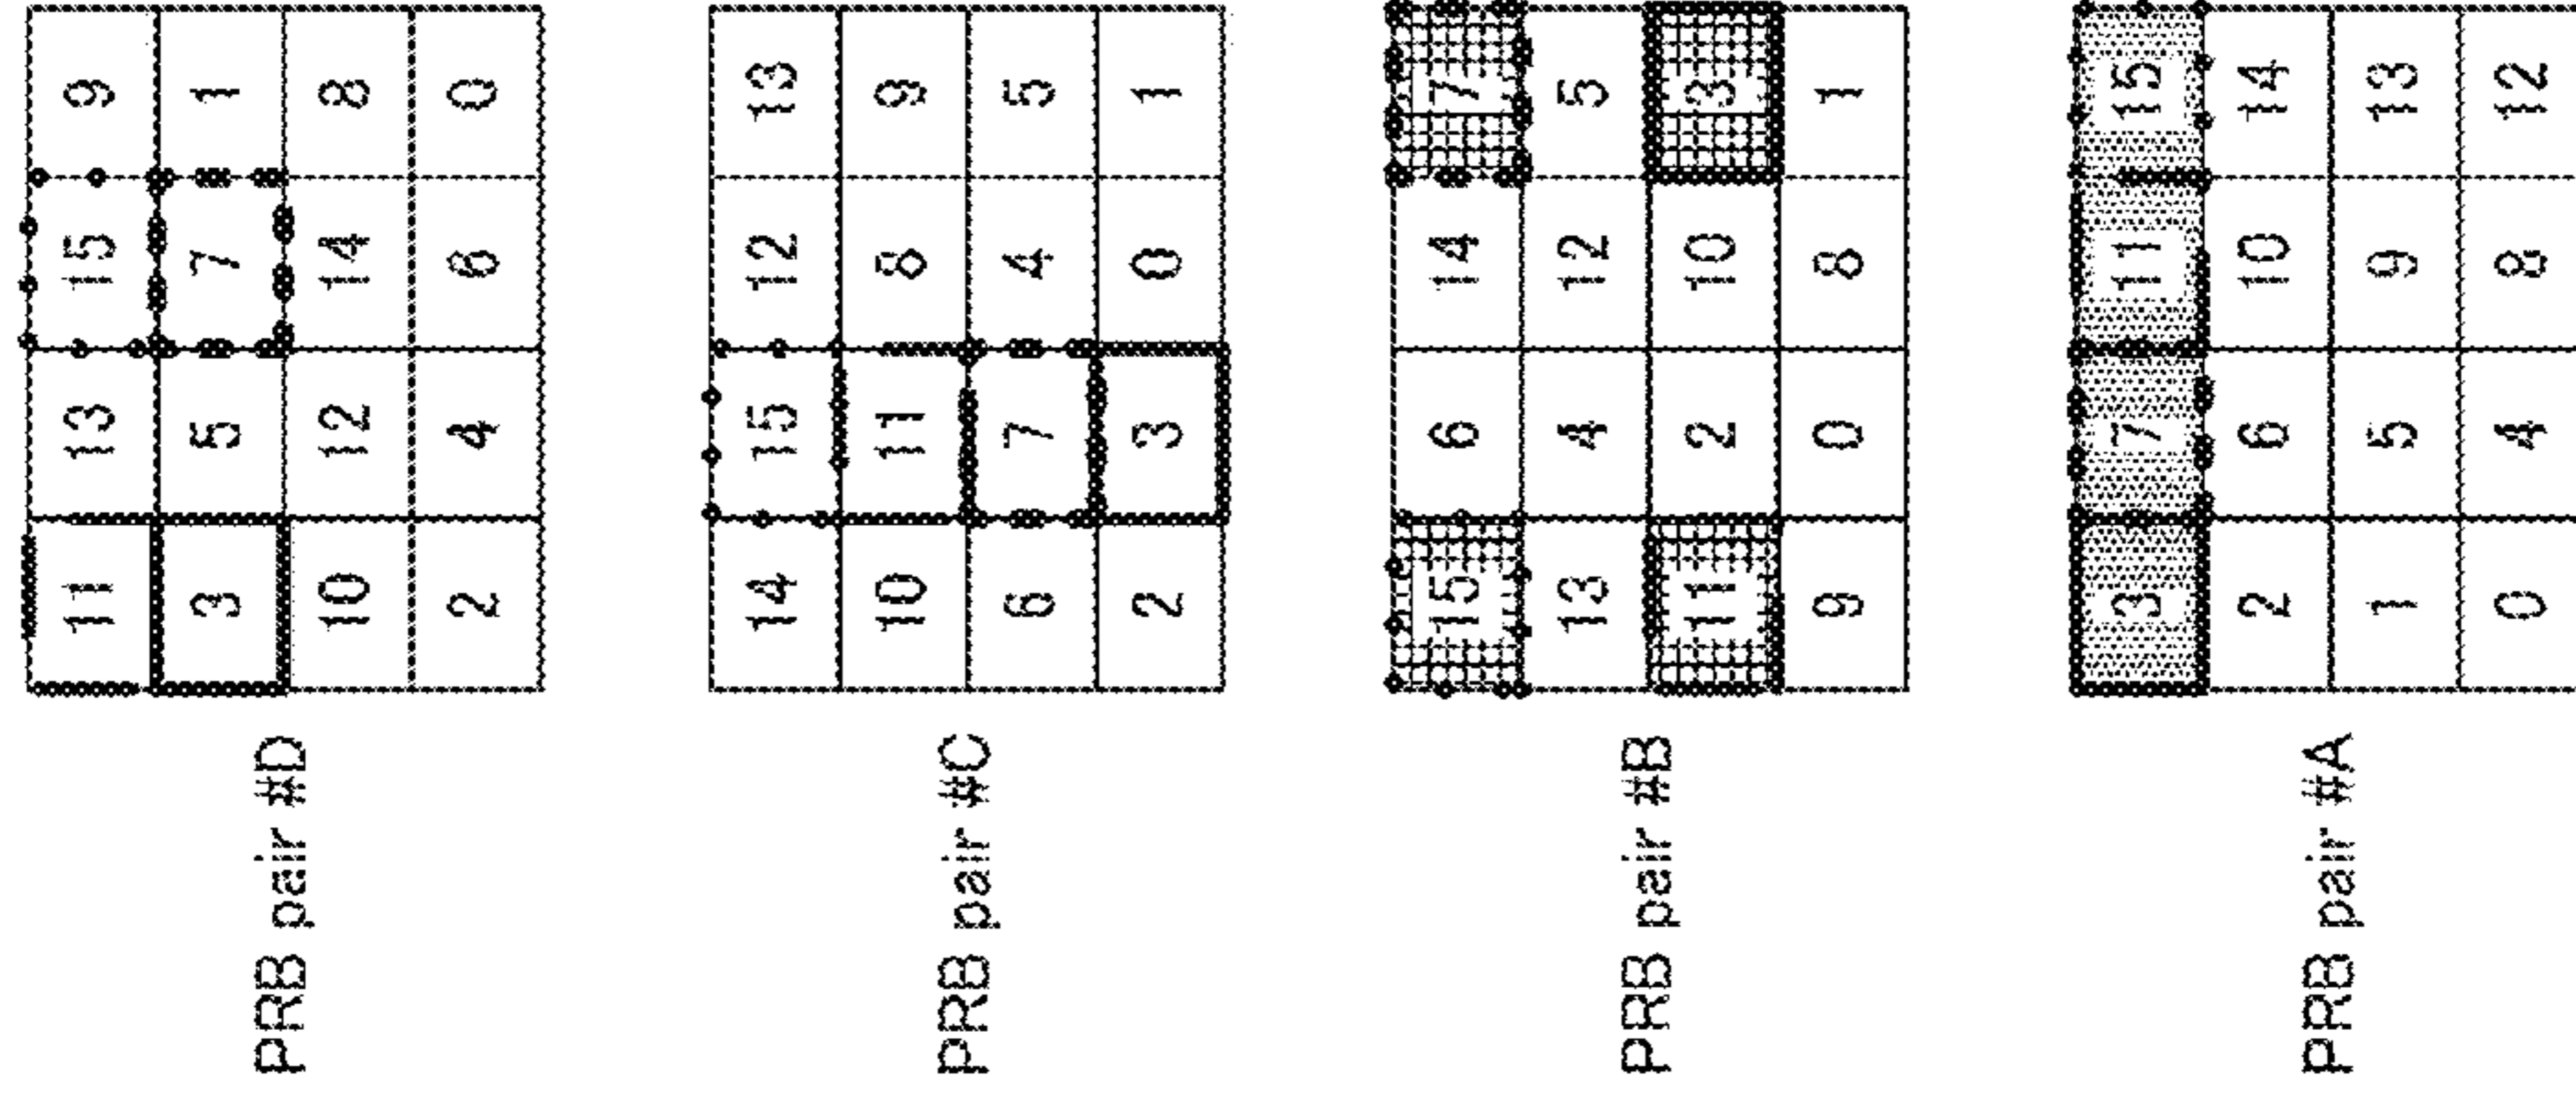 PRB pair #D
11 13 15 9
3 5 7 1
10 12 14 8
2 4 6 0
PRB pair #C
14 15 12 13
10 11 8 9
6 7 4 5
2 3 0 1
PRB pair #B
15 6 14 7
13 4 12 5
11 2 10 3
9 0 8 1
PRB pair #A
3 7 11 15
2 6 10 14
1 5 9 13
0 4 8 12